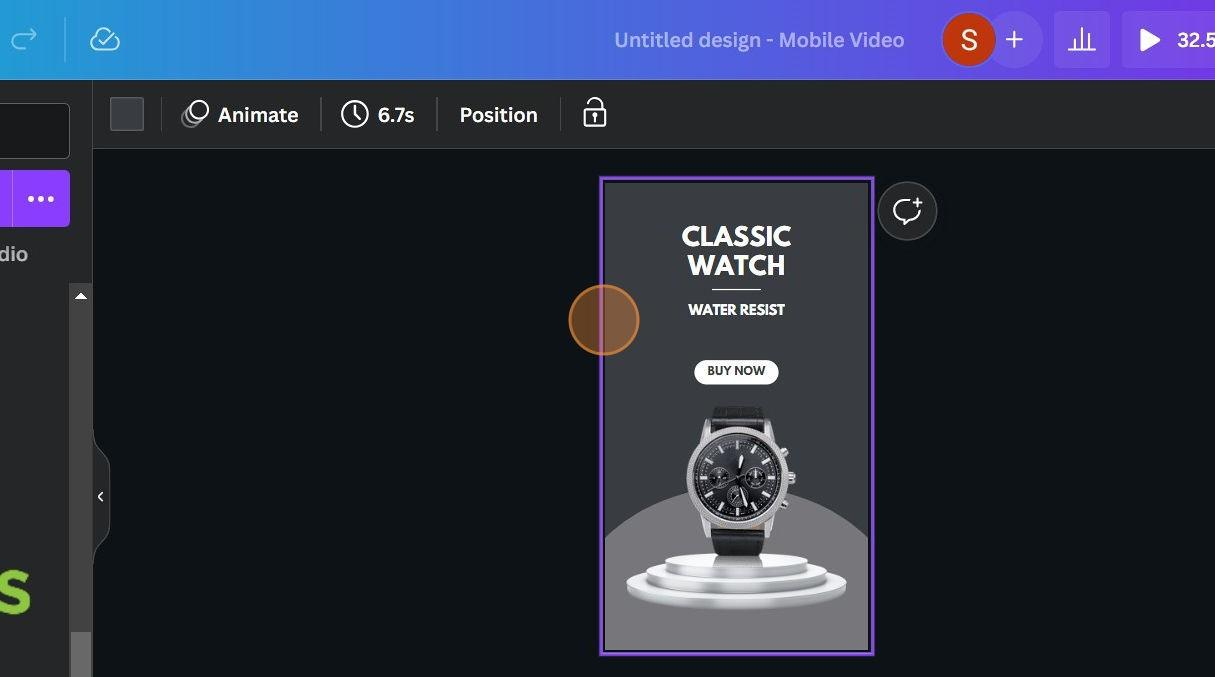 Untitled design - Mobile Video
S
+
32.5
Animate
6.7s
Position
dio
CLASSIC
WATCH
WATER RESIST
BUY NOW
S